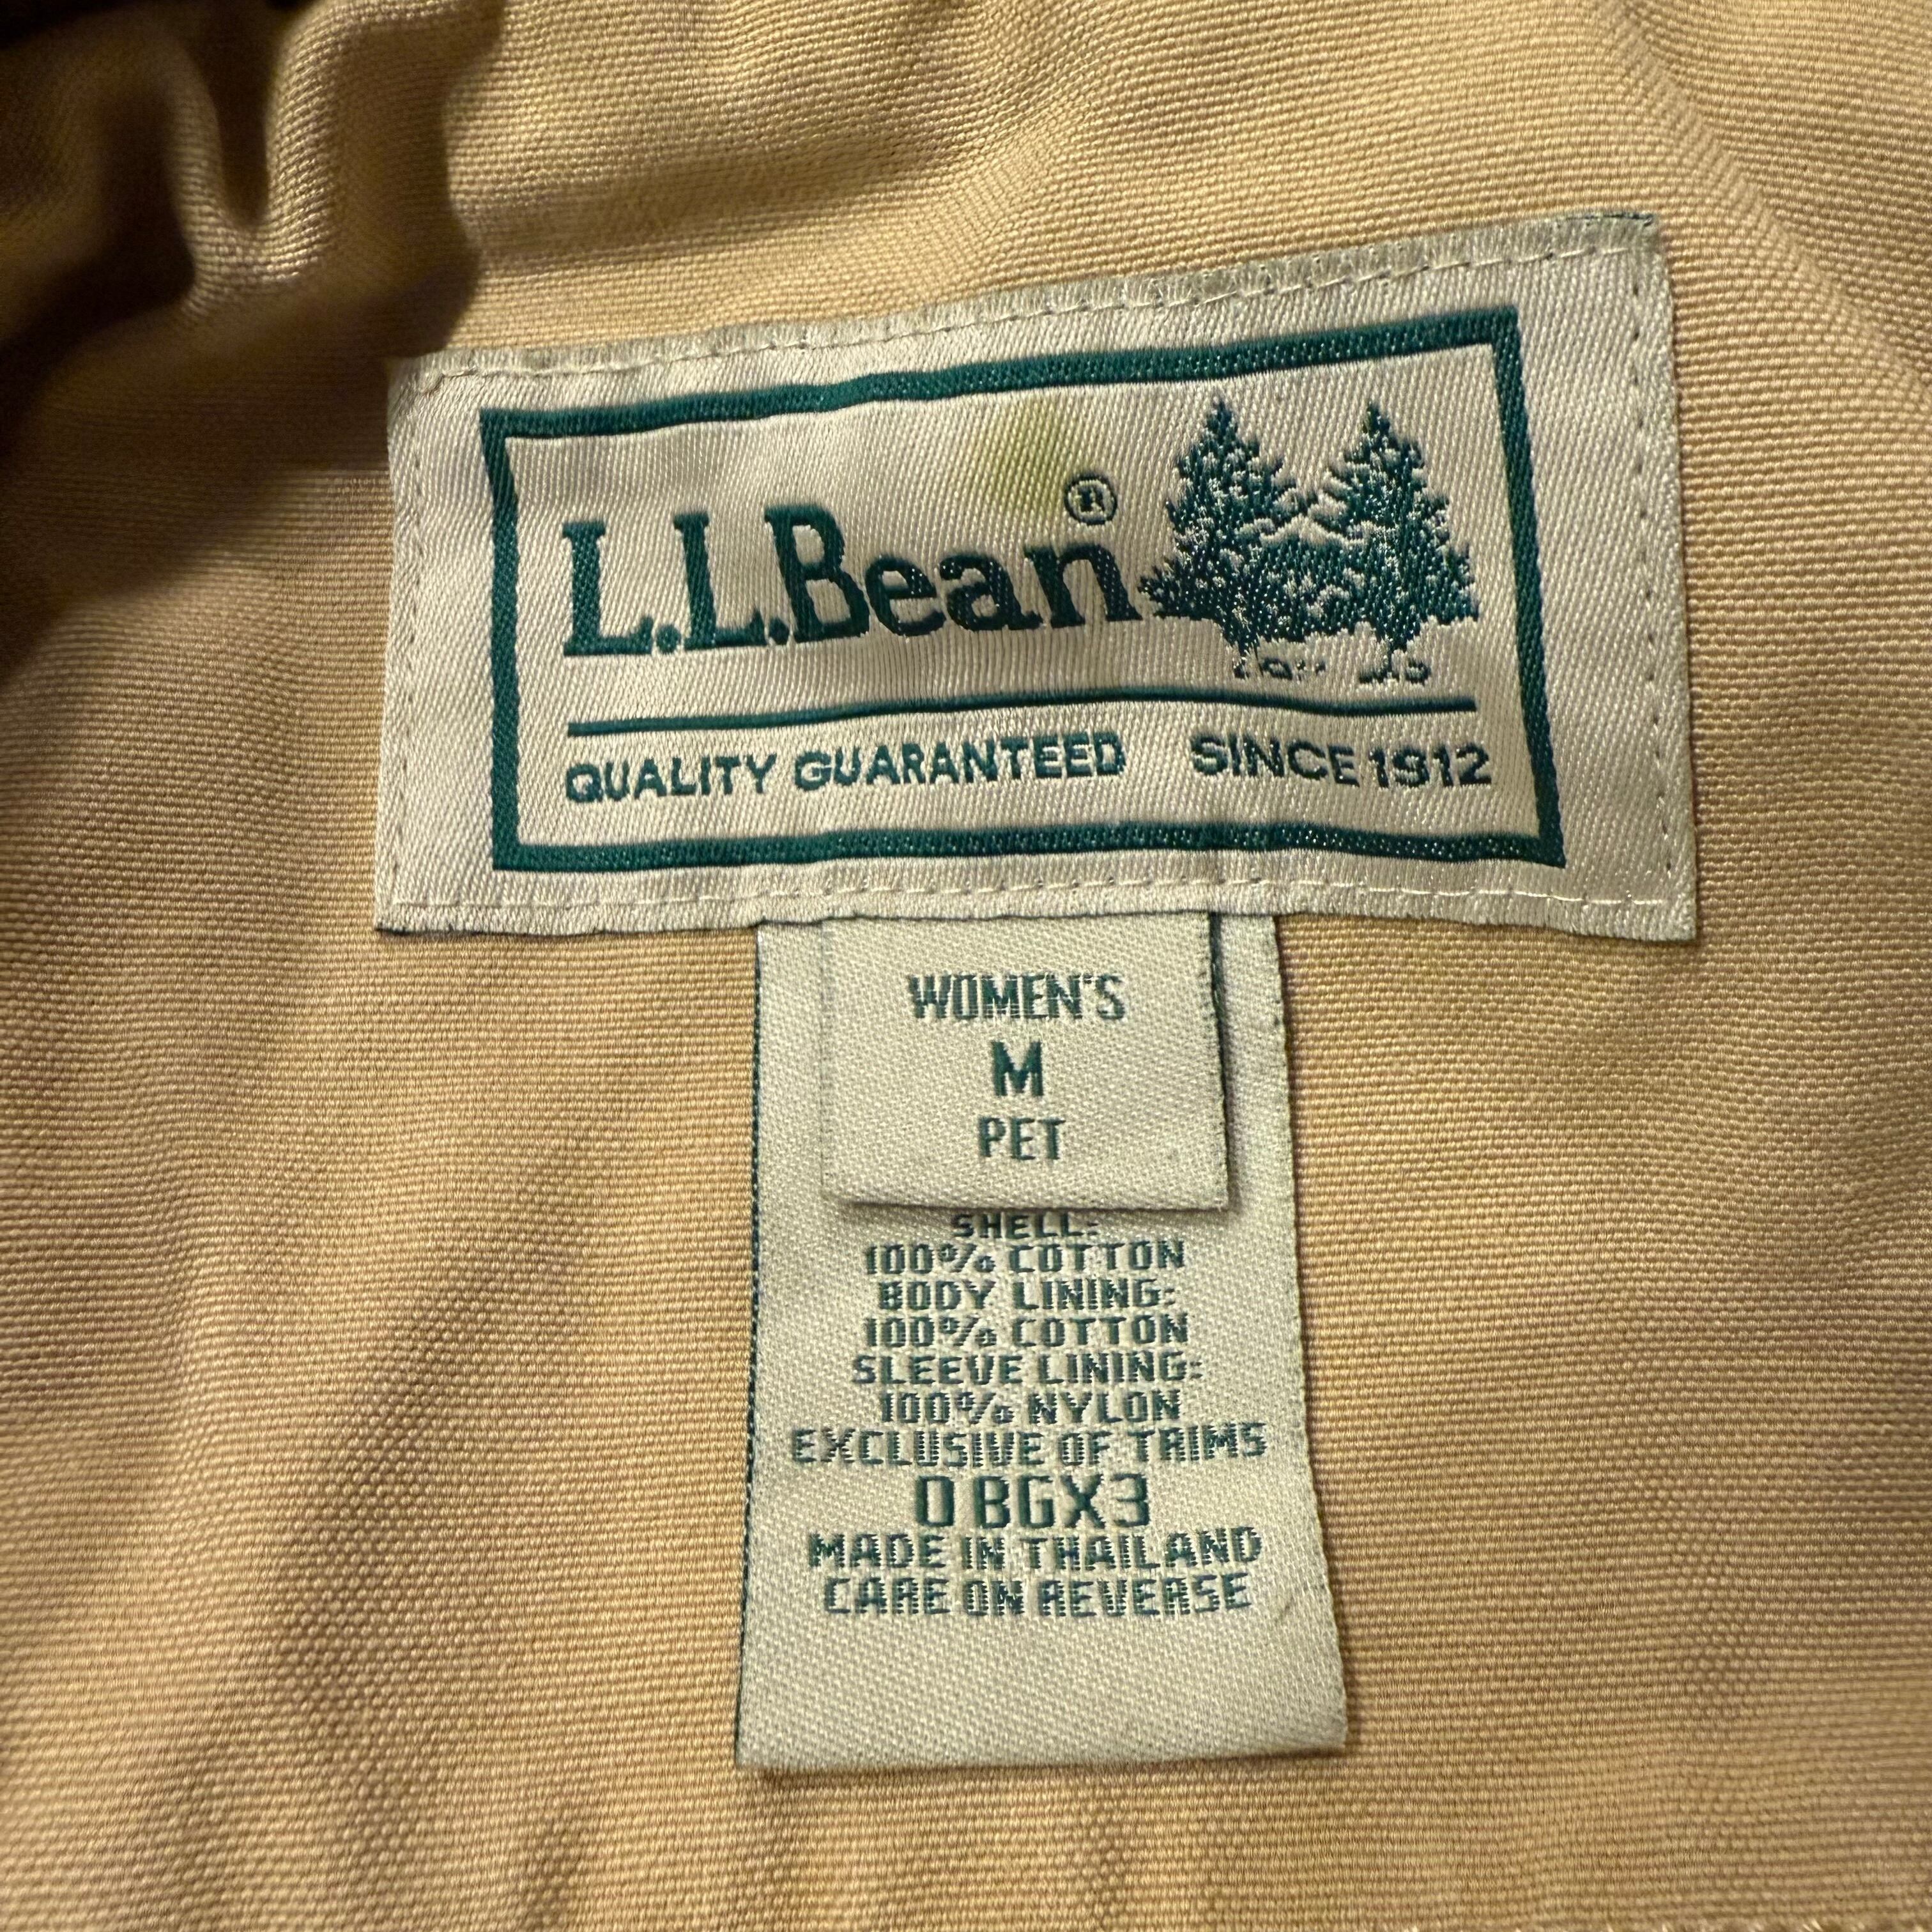 L.L.Bean®
QUALITY GUARANTEED SINCE 1912
WOMEN'S
M
PET
SHELL:
100% COTTON
BODY LINING:
100% COTTON
SLEEVE LINING:
100% NYLON
EXCLUSIVE OF TRIMS
0 BGX3
MADE IN THAILAND
CARE ON REVERSE